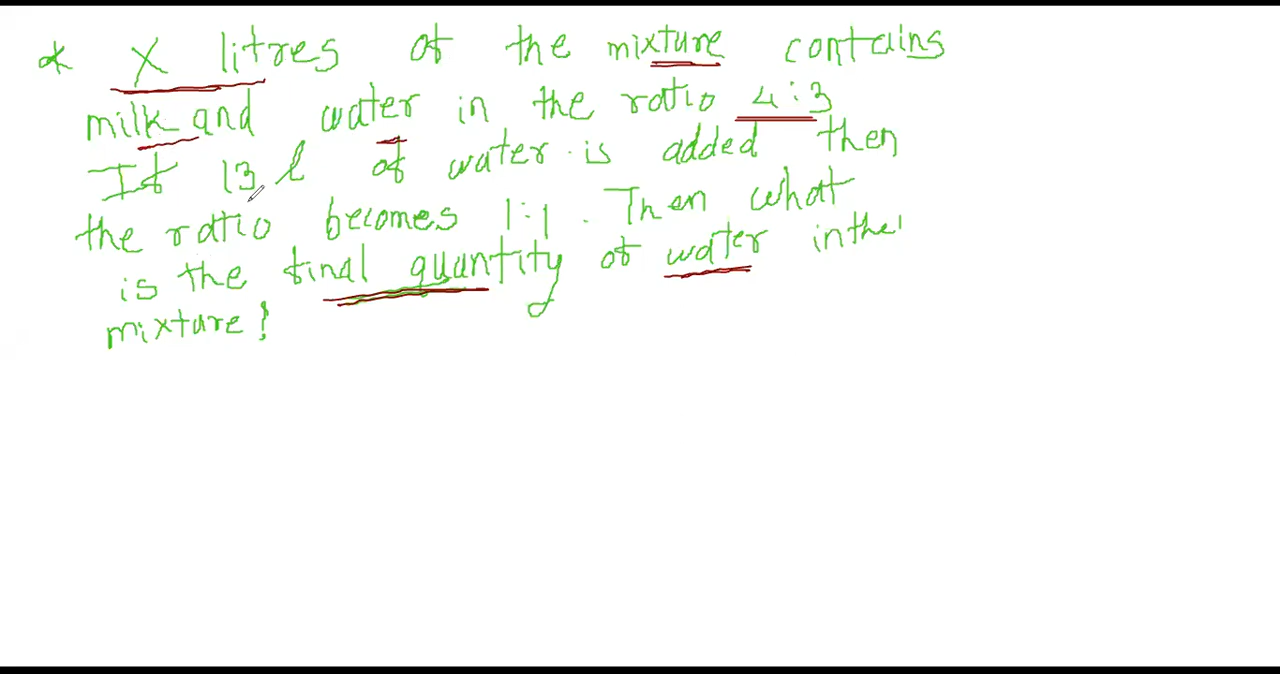 * X litres of the mixture contains
milk and water in the ratio 4:3
If 13 l of water is added then
the ratio becomes 1:1. Then what
is the final quantity of water in the
mixture?